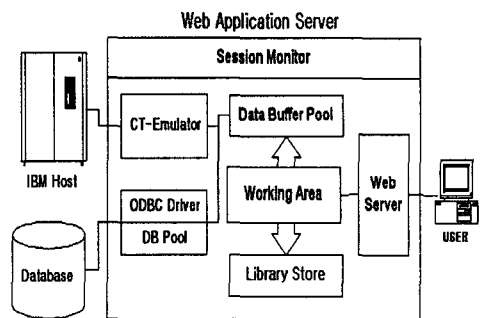 Web Application Server
Session Monitor
CT-Emulator
Data Buffer Pool
IBM Host
ODBC Driver
DB Pool
Working Area
Web
Server
USER
Database
Library Store